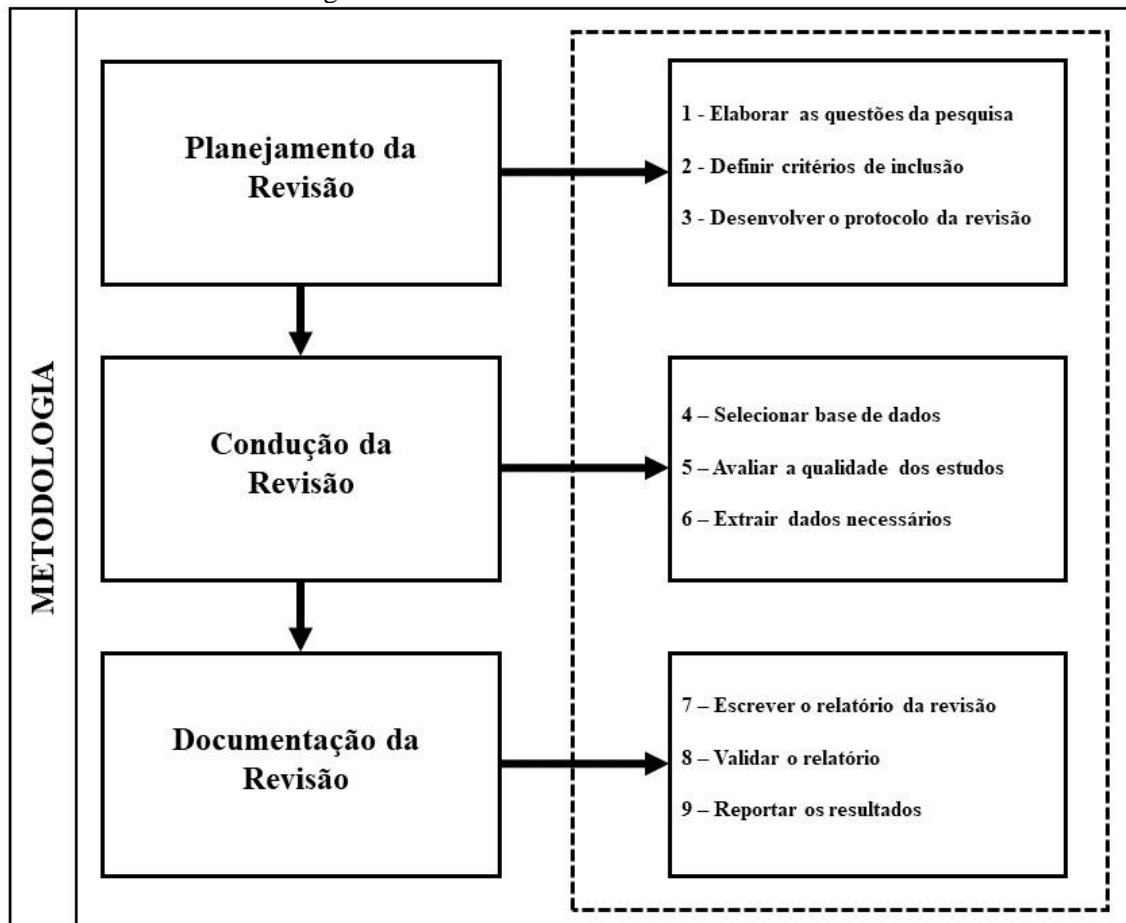 METODOLOGIA
Planejamento da
Revisão
1 - Elaborar as questões da pesquisa
2 - Definir critérios de inclusão
3 - Desenvolver o protocolo da revisão
Condução da
Revisão
4 – Selecionar base de dados
5 – Avaliar a qualidade dos estudos
6 – Extrair dados necessários
Documentação da
Revisão
7 – Escrever o relatório da revisão
8 – Validar o relatório
9 – Reportar os resultados